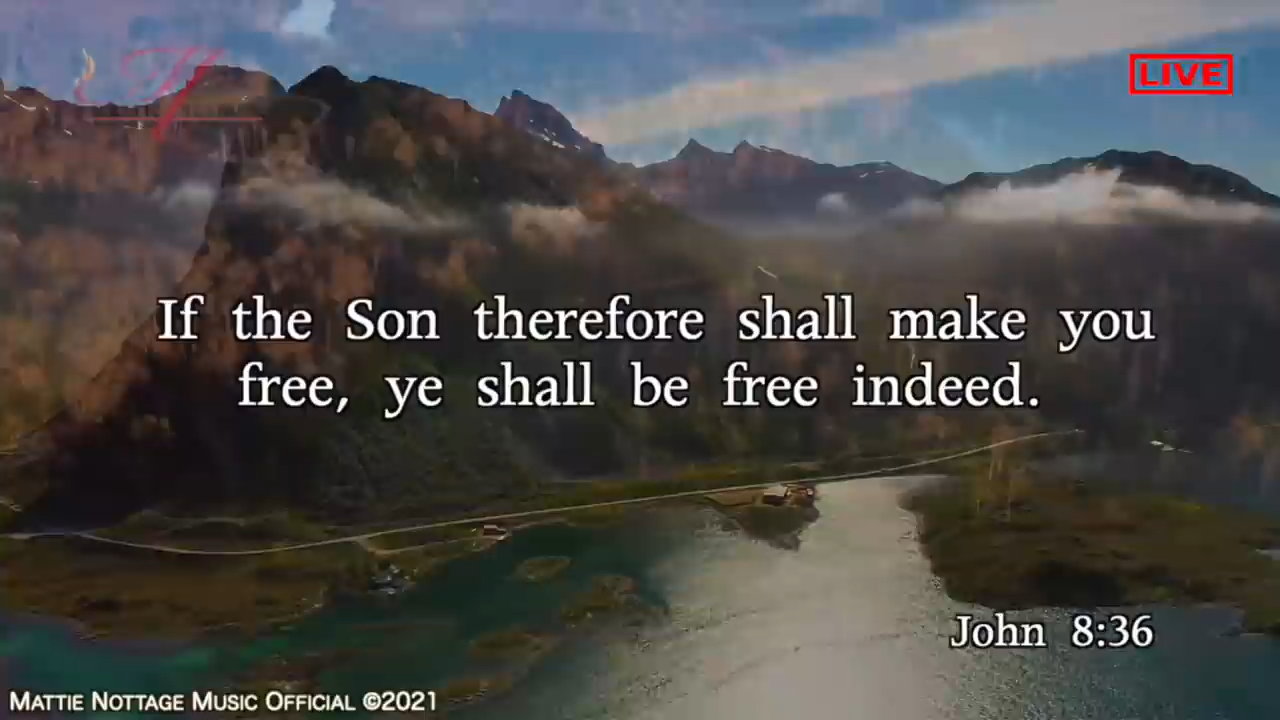 LIVE
If the Son therefore shall make you
free, ye shall be free indeed.
John 8:36
MATTIE NOTTAGE MUSIC OFFICIAL ©2021